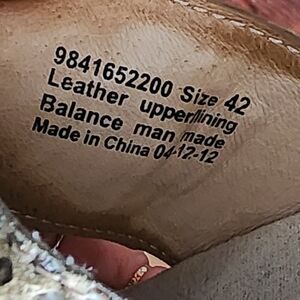 9841652200 Size 42
Leather upper/lining
Balance man made
Made in China 04-12-12